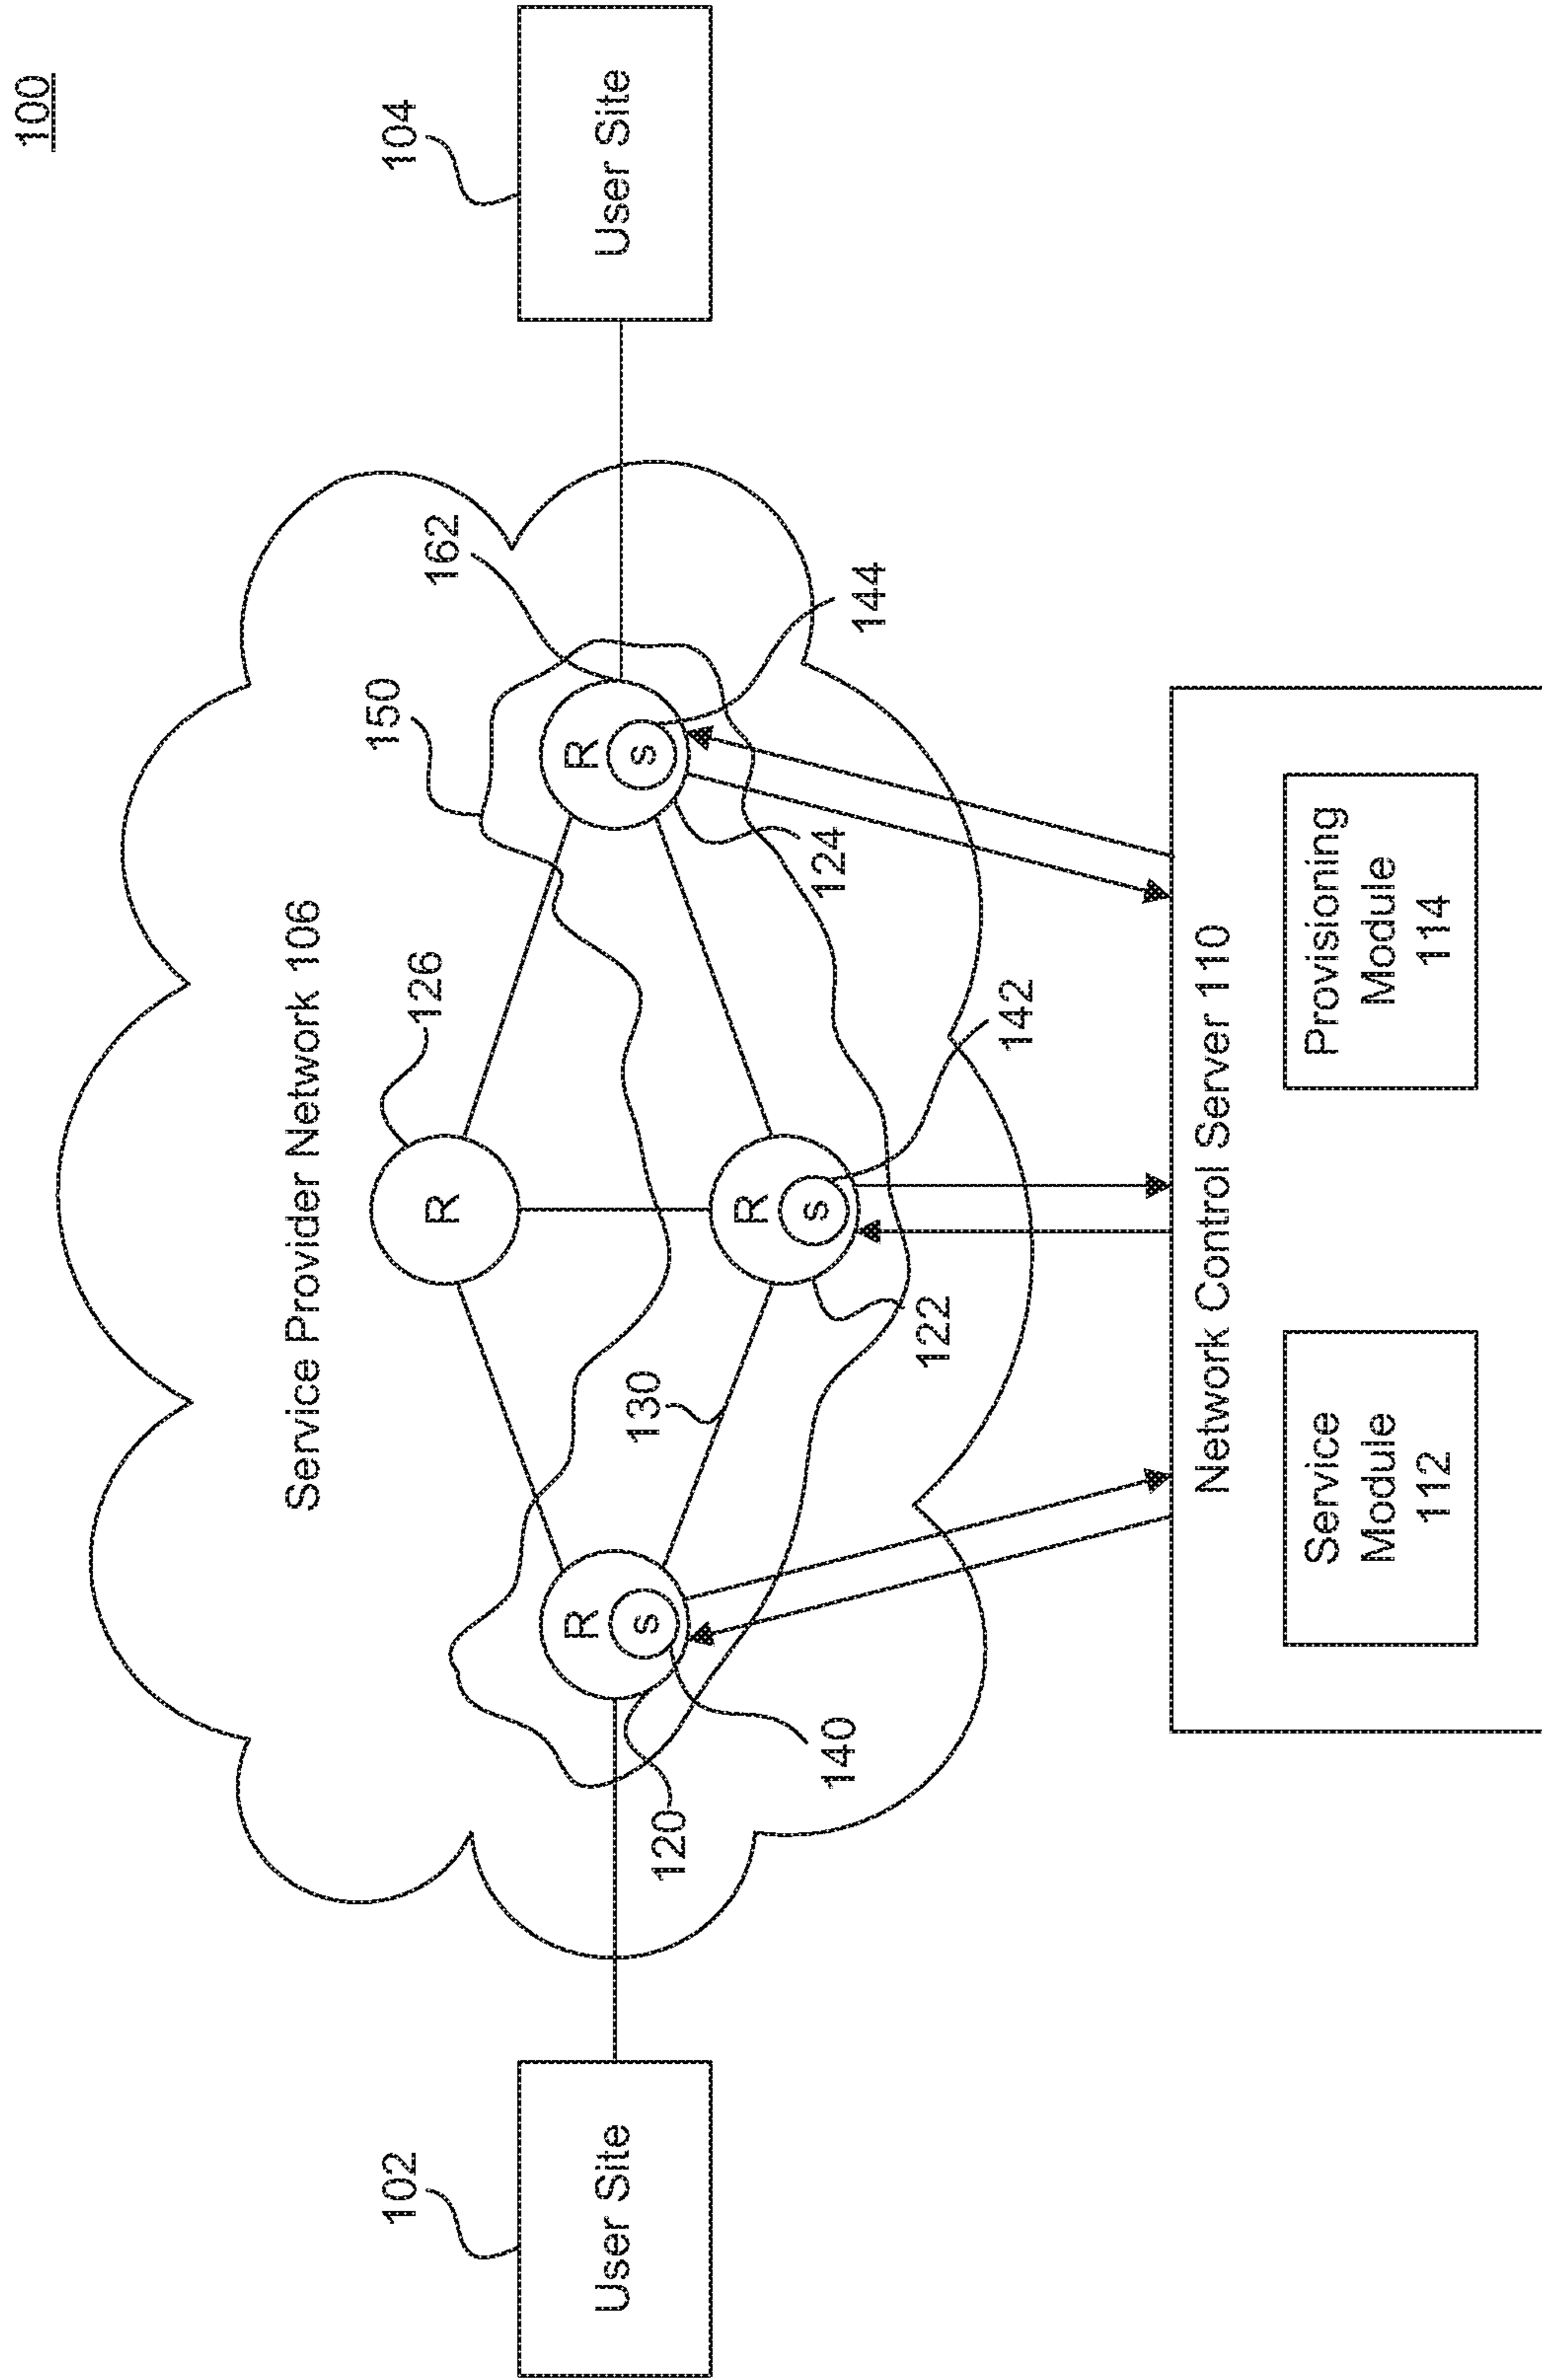 100
Service Provider Network 106
126
150
162
102
104
User Site
User Site
R
R
s
R
s
R
s
130
120
140
122
142
124
144
Network Control Server 110
Service
Module
112
Provisioning
Module
114